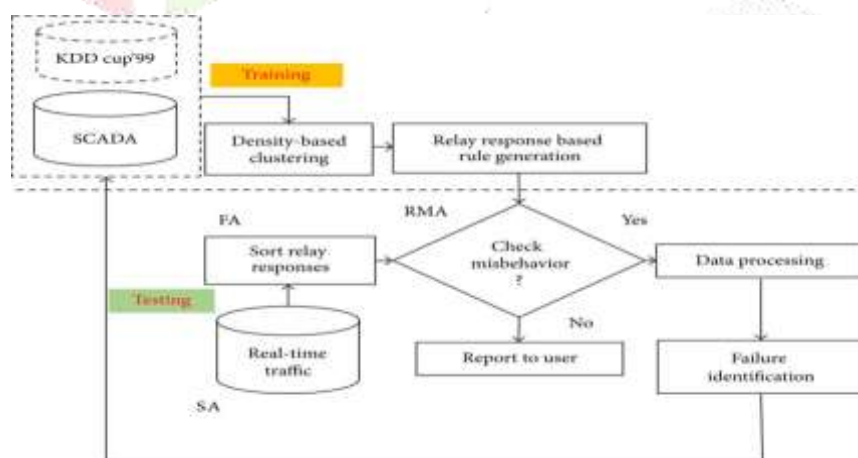 KDD cup'99
Training
SCADA
Density-based
clustering
Relay response based
rule generation
FA
RMA
Yes
Sort relay
responses
Check
misbehavior
?
Data processing
Testing
No
Real-time
traffic
Report to user
Failure
identification
SA